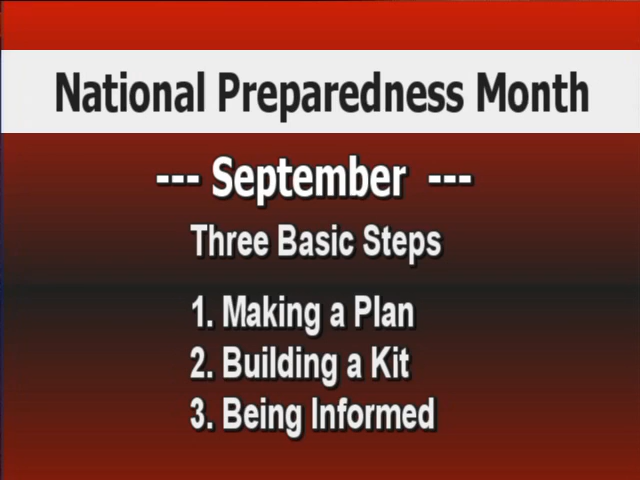 National Preparedness Month
--- September ---
Three Basic Steps
1. Making a Plan
2. Building a Kit
3. Being Informed